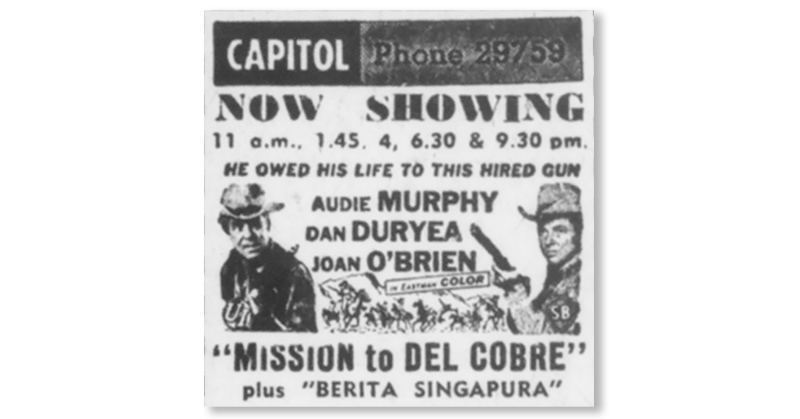 CAPITOL Phone 29759
NOW SHOWING
11 a.m., 1.45, 4, 6.30 & 9.30 pm.
HE OWED HIS LIFE TO THIS HIRED GUN
AUDIE MURPHY
DAN DURYEA
JOAN O'BRIEN
IN EASTMAN COLOR
SB
"MISSION to DEL COBRE"
plus "BERITA SINGAPURA"